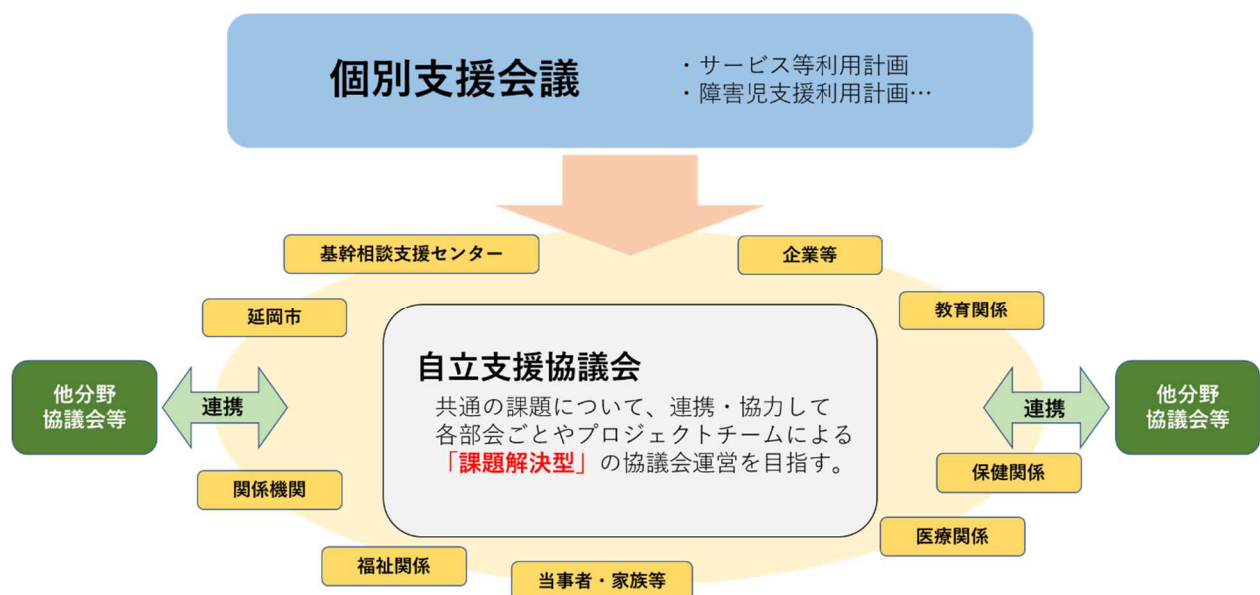 個別支援会議
・サービス等利用計画
・障害児支援利用計画…
基幹相談支援センター
企業等
延岡市
教育関係
他分野
協議会等
連携
自立支援協議会
共通の課題について、連携・協力して
各部会ごとやプロジェクトチームによる
「課題解決型」の協議会運営を目指す。
連携
他分野
協議会等
関係機関
保健関係
医療関係
福祉関係
当事者・家族等